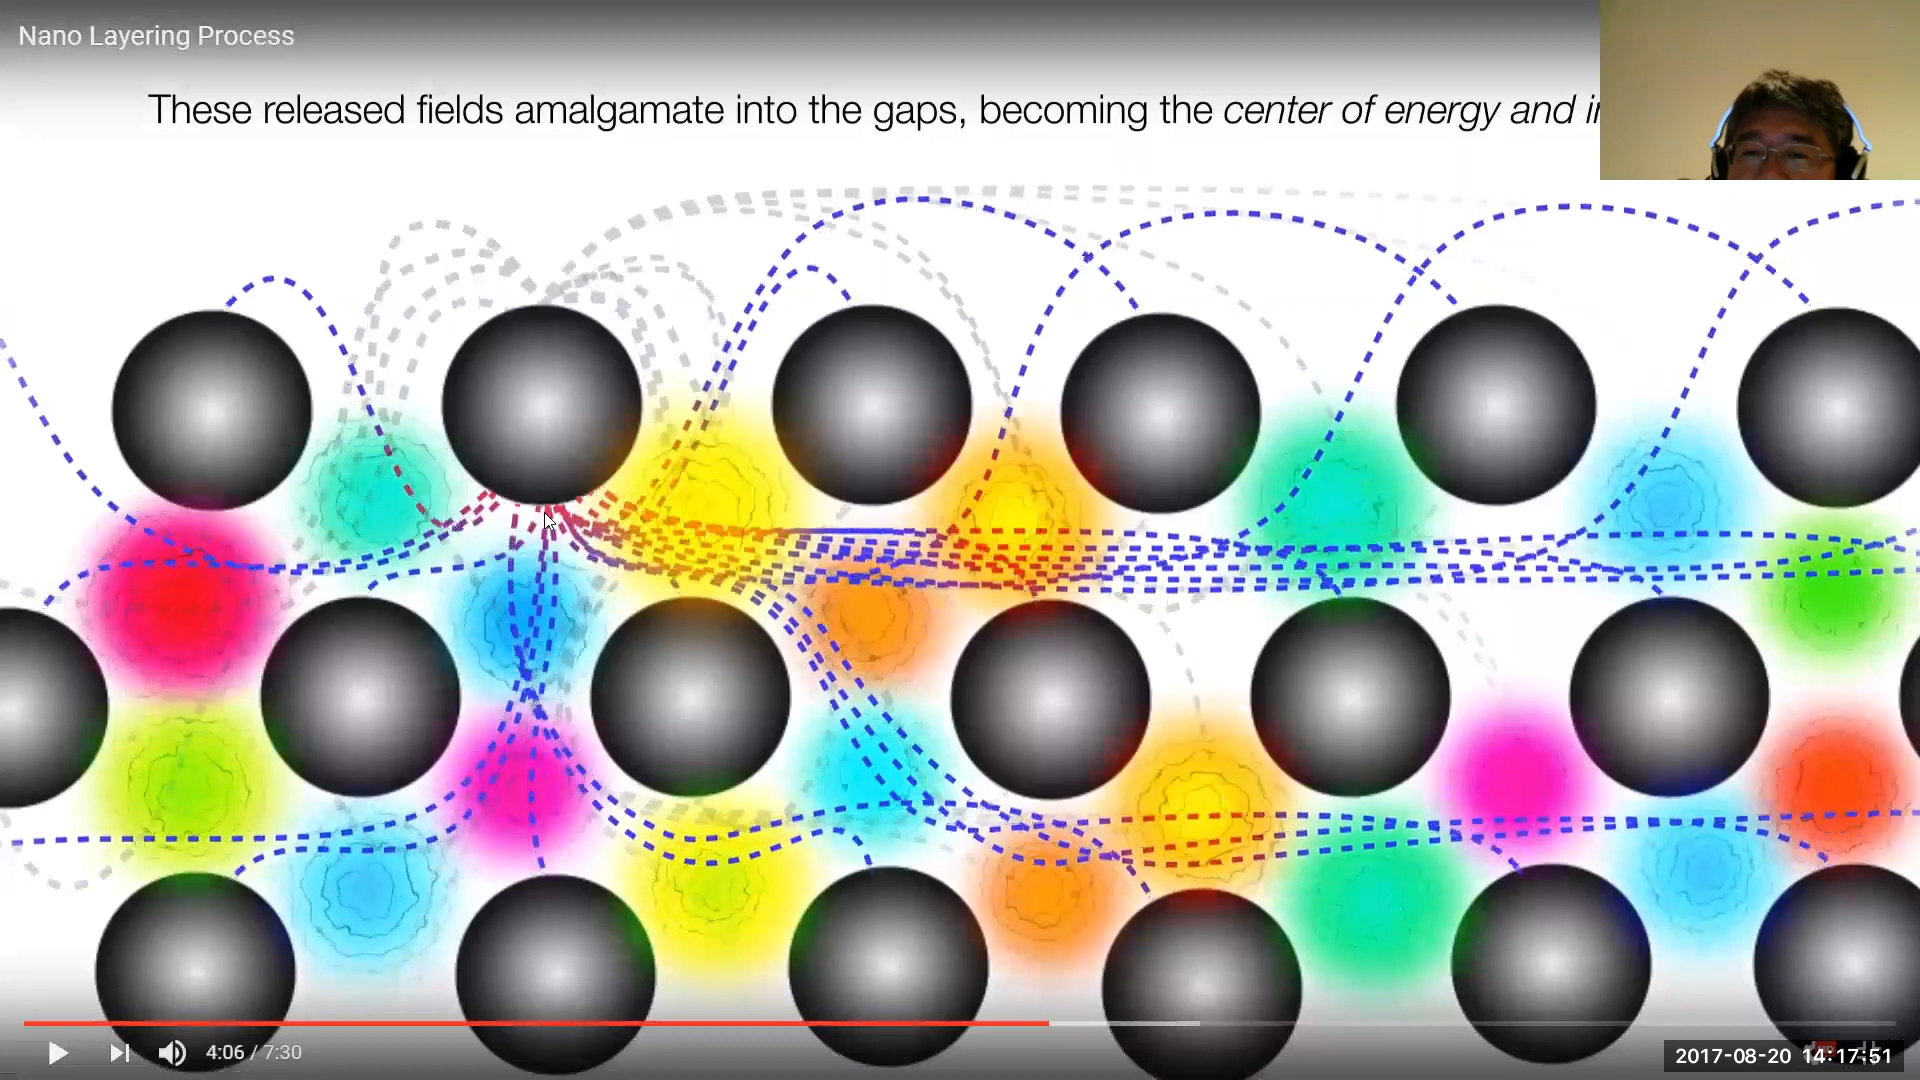 Nano Layering Process
These released fields amalgamate into the gaps, becoming the center of energy and
4:06 / 7:30
2017-08-20 14:17:51